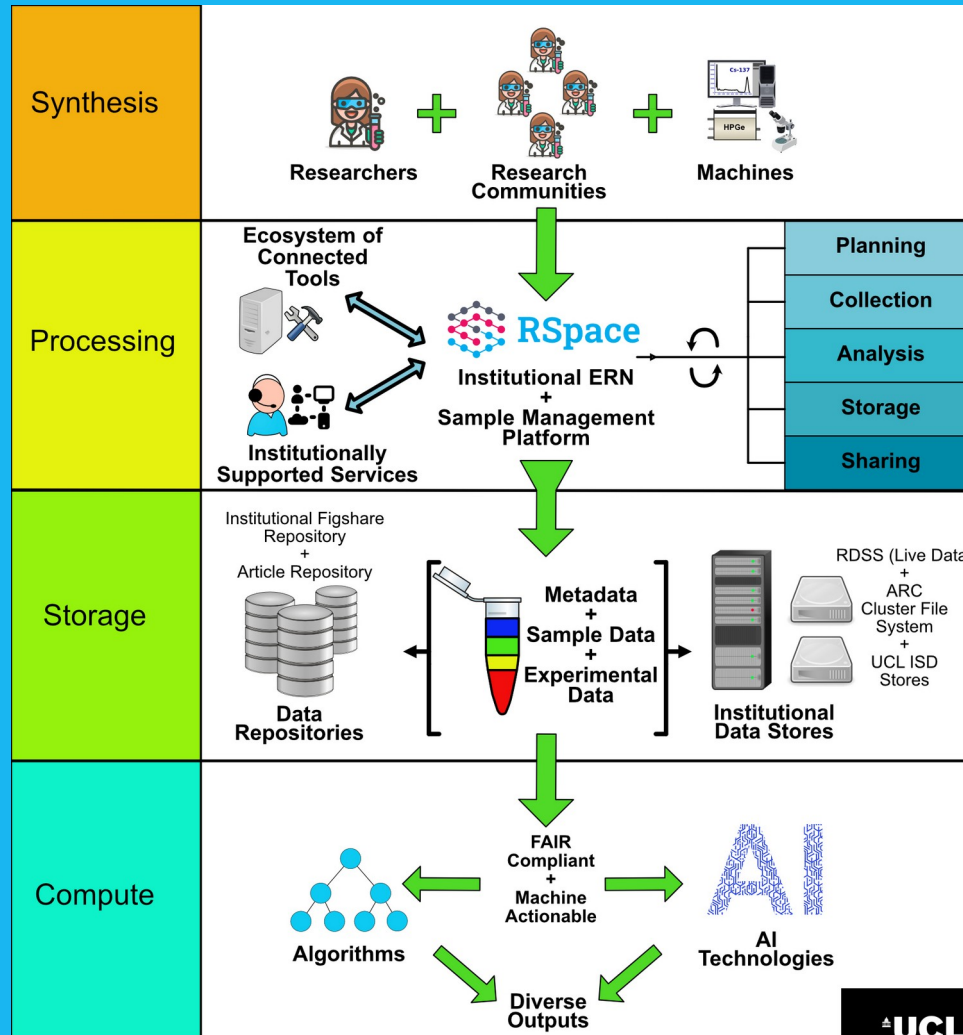 Synthesis
Cs-137
HPGe
Researchers
Research
Communities
Machines
Processing
Ecosystem of
Connected
Tools
RSpace
Institutional ERN
+
Sample Management
Platform
Institutionally
Supported Services
Planning
Collection
Analysis
Storage
Sharing
Storage
Institutional Figshare
Repository
+
Article Repository
Data
Repositories
Metadata
+
Sample Data
+
Experimental
Data
Institutional
Data Stores
RDSS (Live Data
+
ARC
Cluster File
System
+
UCL ISD
Stores
Compute
FAIR
Compliant
+
Machine
Actionable
Algorithms
AI
AI
Technologies
Diverse
Outputs
UCL